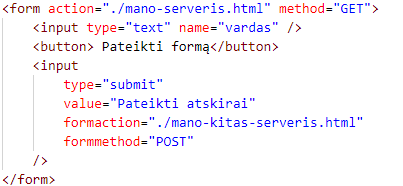 <form action="./mano-serveris.html" method="GET">
<input type="text" name="vardas" />
<button> Pateikti formą</button>
<input
type="submit"
value="Pateikti atskirai"
formaction="./mano-kitas-serveris.html"
formmethod="POST"
/>
</form>